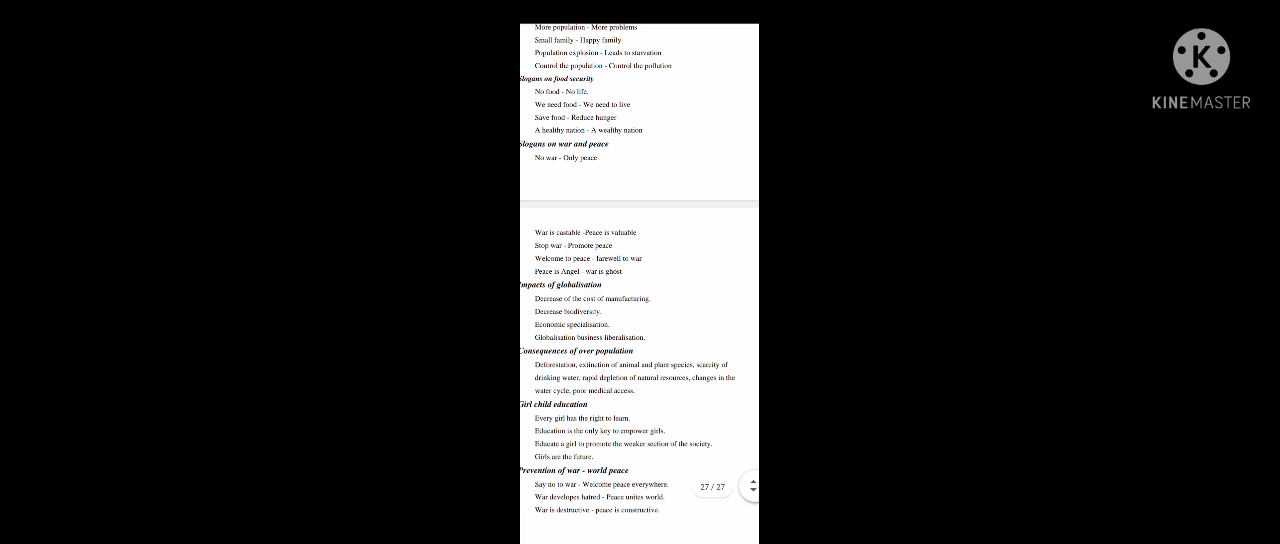 More population - More problems
Small family - Happy family
Population explosion - Leads to starvation
Control the population - Control the pollution
Slogans on food security
No food - No life.
We need food - We need to live
Save food - Reduce hunger
A healthy nation - A wealthy nation
Slogans on war and peace
No war - Only peace
War is castable -Peace is valuable
Stop war - Promote peace
Welcome to peace - farewell to war
Peace is Angel - war is ghost
Impacts of globalisation
Decrease of the cost of manufacturing.
Decrease biodiversity.
Economic specialisation.
Globalisation business liberalisation.
Consequences of over population
Deforestation, extinction of animal and plant species, scarcity of
drinking water, rapid depletion of natural resources, changes in the
water cycle, poor medical access.
Girl child education
Every girl has the right to learn.
Education is the only key to empower girls.
Educate a girl to promote the weaker section of the society.
Girls are the future.
Prevention of war - world peace
Say no to war - Welcome peace everywhere.
War developes hatred - Peace unites world.
War is destructive - peace is constructive.
27 / 27
K
KINEMASTER